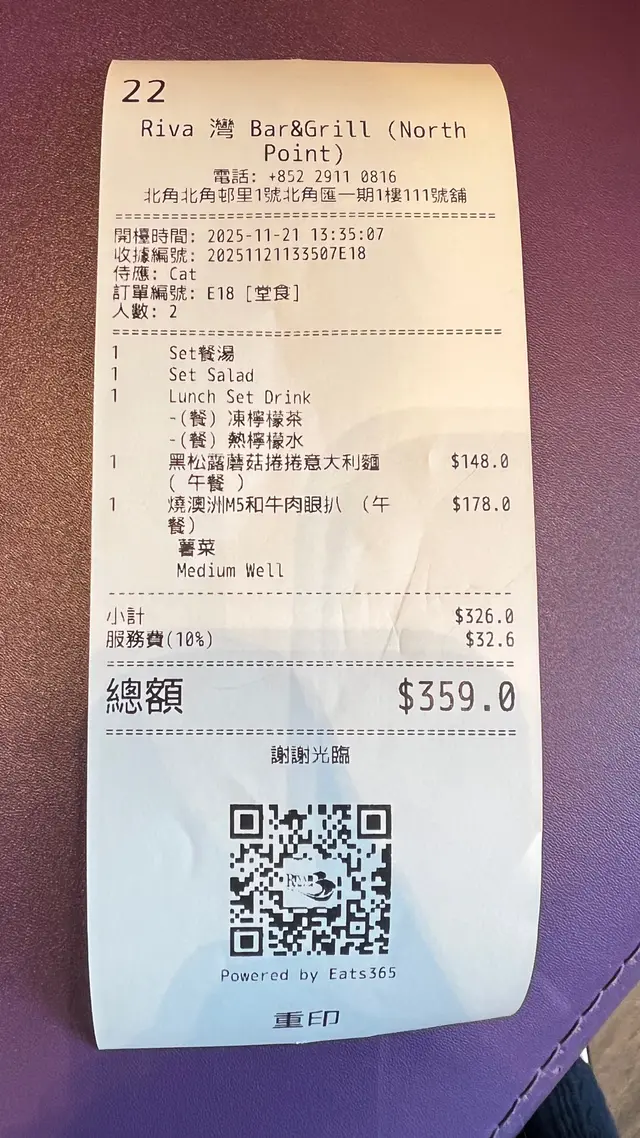 22
Riva 灣 Bar&Grill (North
Point)
電話: +852 2911 0816
北角北角邨里1號北角匯一期1樓111號舖
開檯時間: 2025-11-21 13:35:07
收據編號: 20251121133507E18
侍應: Cat
訂單編號: E18 [堂食]
人數: 2
1 Set餐湯
1 Set Salad
1 Lunch Set Drink
-(餐) 凍檸檬茶
-(餐) 熱檸檬水
1 黑松露蘑菇捲捲意大利麵 $148.0
( 午餐 )
1 燒澳洲M5和牛肉眼扒 (午 $178.0
餐)
薯菜
Medium Well
小計 $326.0
服務費(10%) $32.6
總額 $359.0
謝謝光臨
RIVA
Powered by Eats365
重印